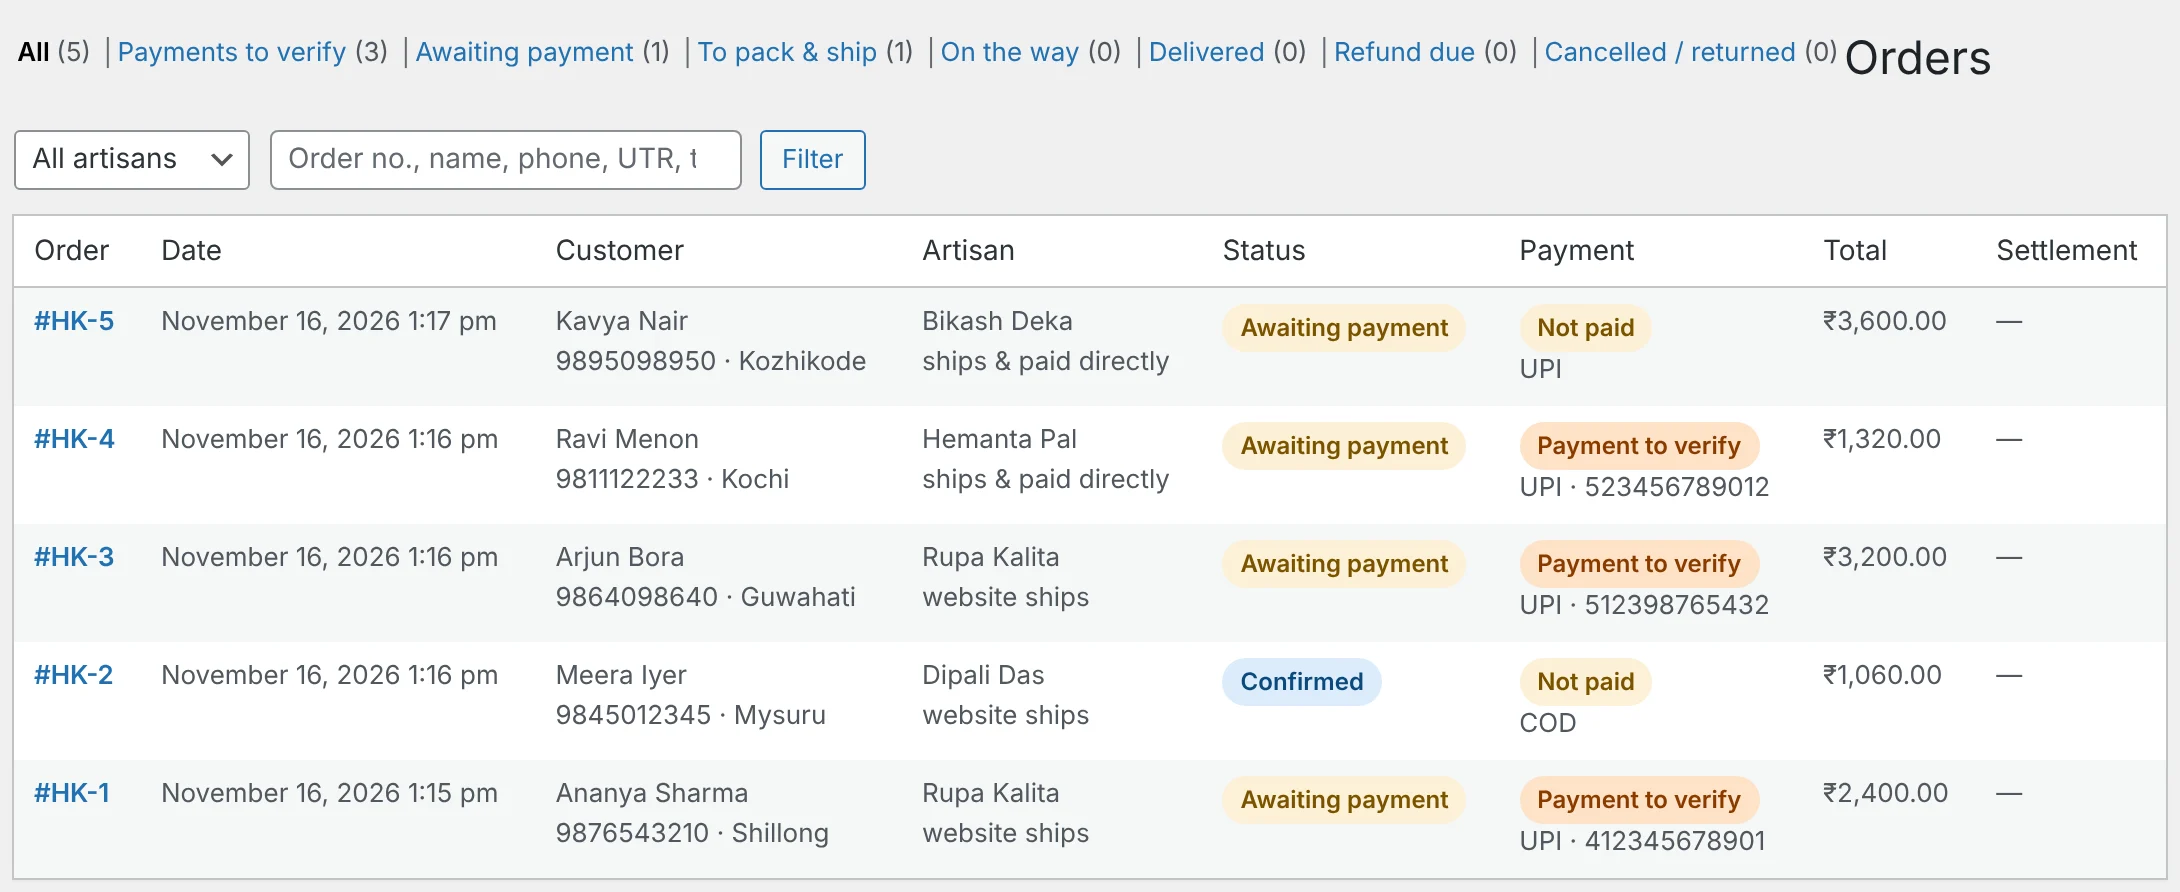 All (5) | Payments to verify (3) | Awaiting payment (1) | To pack & ship (1) | On the way (0) | Delivered (0) | Refund due (0) | Cancelled / returned (0) Orders
All artisans Order no., name, phone, UTR, t Filter
Order Date Customer Artisan Status Payment Total Settlement
#HK-5 November 16, 2026 1:17 pm Kavya Nair Bikash Deka Awaiting payment Not paid ₹3,600.00 —
9895098950 · Kozhikode ships & paid directly UPI
#HK-4 November 16, 2026 1:16 pm Ravi Menon Hemanta Pal Awaiting payment Payment to verify ₹1,320.00 —
9811122233 · Kochi ships & paid directly UPI · 523456789012
#HK-3 November 16, 2026 1:16 pm Arjun Bora Rupa Kalita Awaiting payment Payment to verify ₹3,200.00 —
9864098640 · Guwahati website ships UPI · 512398765432
#HK-2 November 16, 2026 1:16 pm Meera Iyer Dipali Das Confirmed Not paid ₹1,060.00 —
9845012345 · Mysuru website ships COD
#HK-1 November 16, 2026 1:15 pm Ananya Sharma Rupa Kalita Awaiting payment Payment to verify ₹2,400.00 —
9876543210 · Shillong website ships UPI · 412345678901